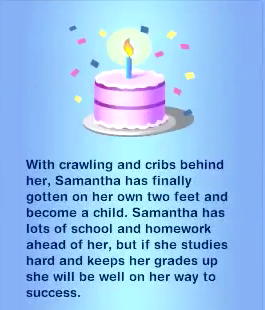 With crawling and cribs behind
her, Samantha has finally
gotten on her own two feet and
become a child. Samantha has
lots of school and homework
ahead of her, but if she studies
hard and keeps her grades up
she will be well on her way to
success.